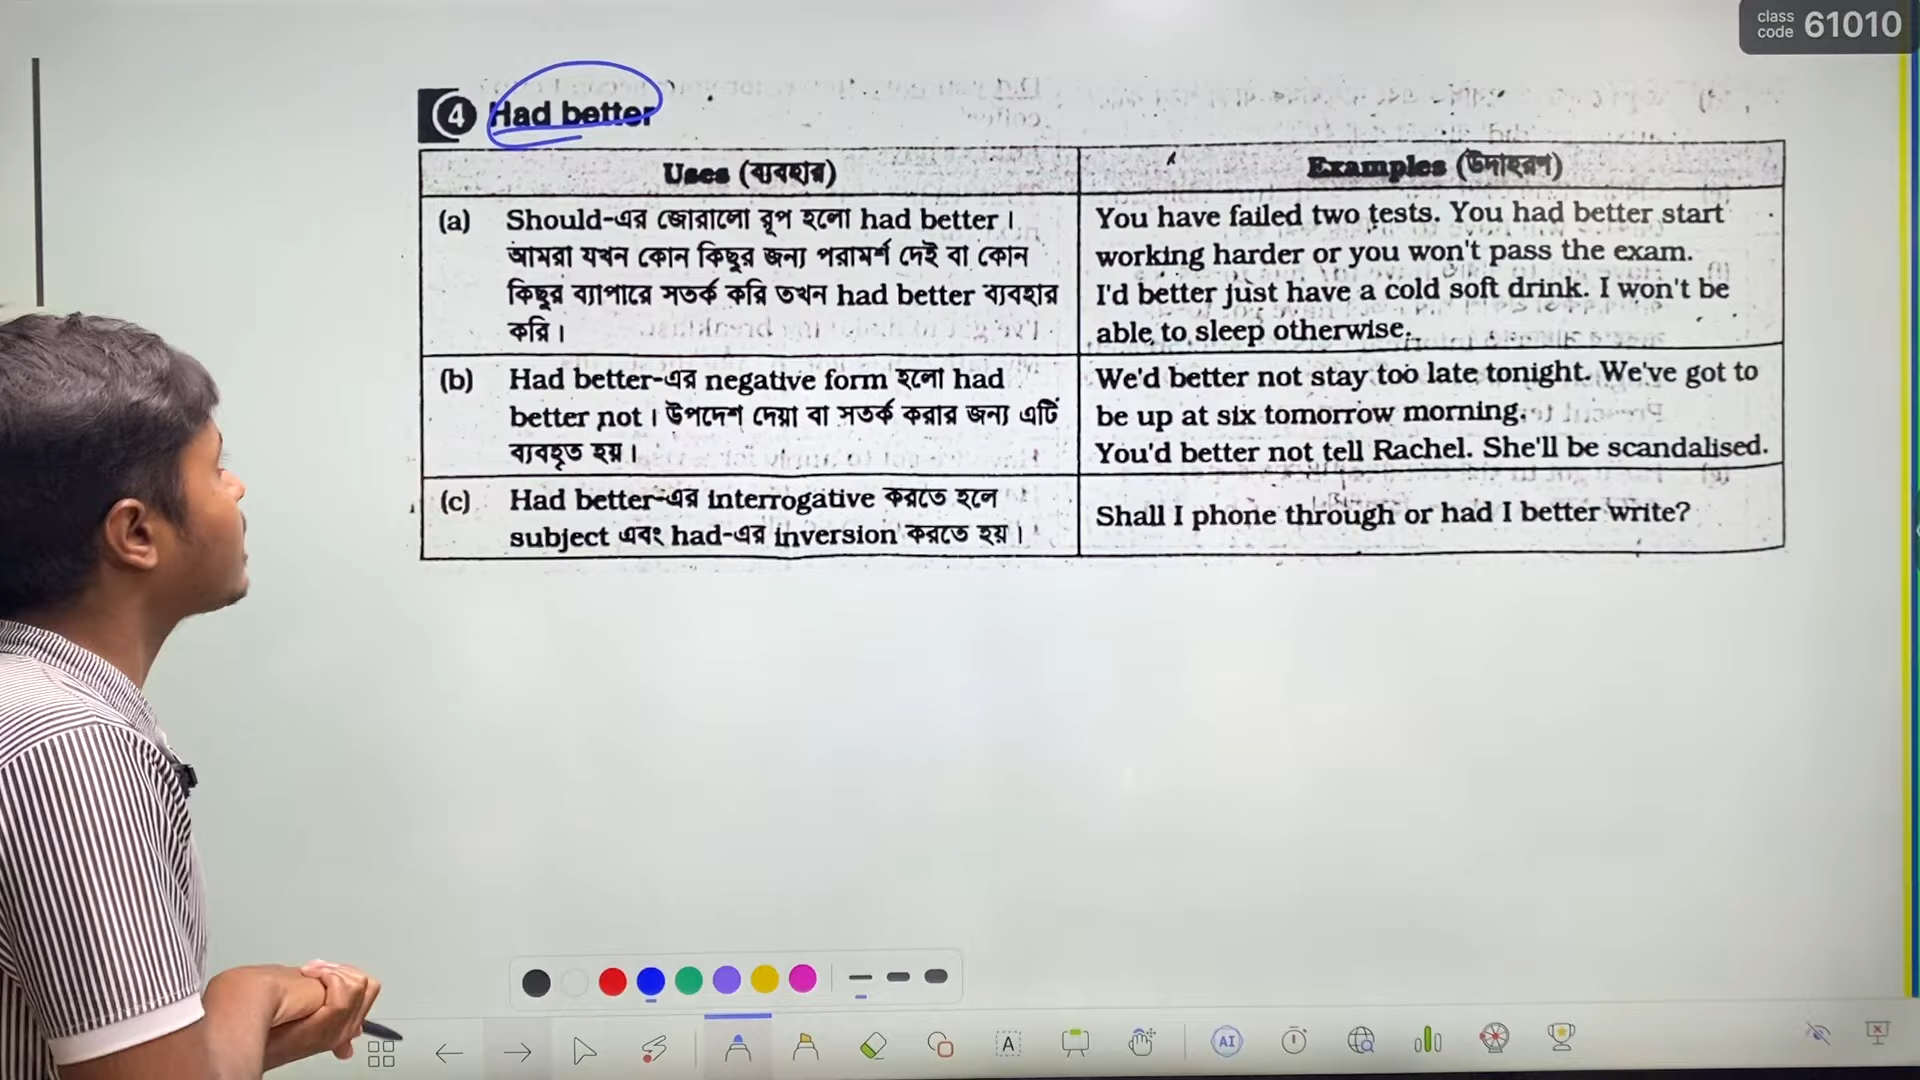 class code 61010
4 Had better
Uses (ব্যবহার)
Examples (উদাহরণ)
(a) Should-এর জোরালো রূপ হলো had better।
আমরা যখন কোন কিছুর জন্য পরামর্শ দেই বা কোন
কিছুর ব্যাপারে সতর্ক করি তখন had better ব্যবহার
করি।
You have failed two tests. You had better start
working harder or you won't pass the exam.
I'd better just have a cold soft drink. I won't be
able to sleep otherwise.
(b) Had better-এর negative form হলো had
better not। উপদেশ দেয়া বা সতর্ক করার জন্য এটি
ব্যবহৃত হয়।
We'd better not stay too late tonight. We've got to
be up at six tomorrow morning.
You'd better not tell Rachel. She'll be scandalised.
(c) Had better-এর interrogative করতে হলে
subject এবং had-এর inversion করতে হয়।
Shall I phone through or had I better write?
A
AI